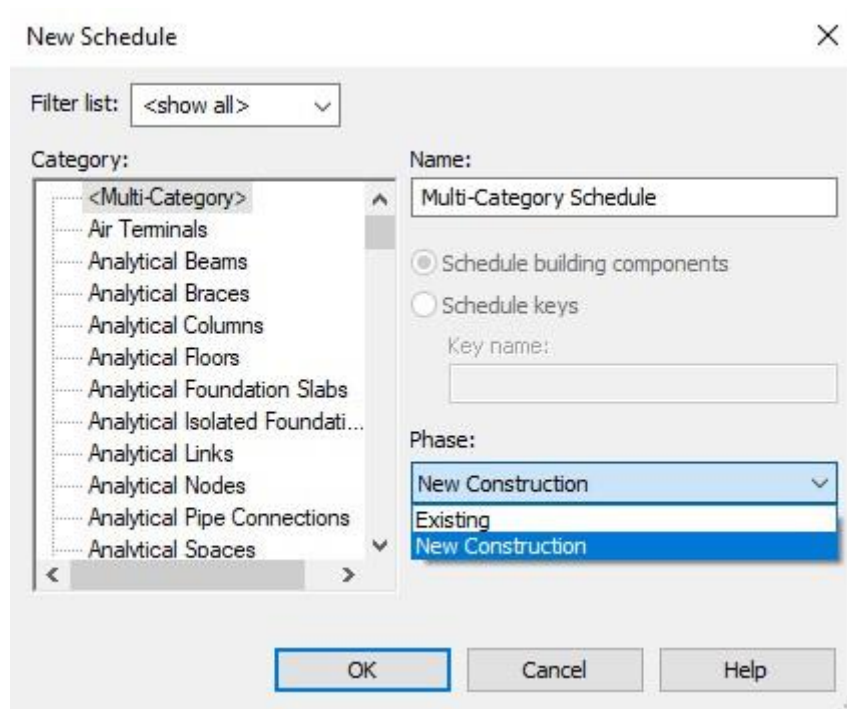 New Schedule
Filter list: <show all>
Category:
<Multi-Category>
Air Terminals
Analytical Beams
Analytical Braces
Analytical Columns
Analytical Floors
Analytical Foundation Slabs
Analytical Isolated Foundati...
Analytical Links
Analytical Nodes
Analytical Pipe Connections
Analytical Spaces
Name:
Multi-Category Schedule
Schedule building components
Schedule keys
Key name:
Phase:
New Construction
Existing
New Construction
OK Cancel Help